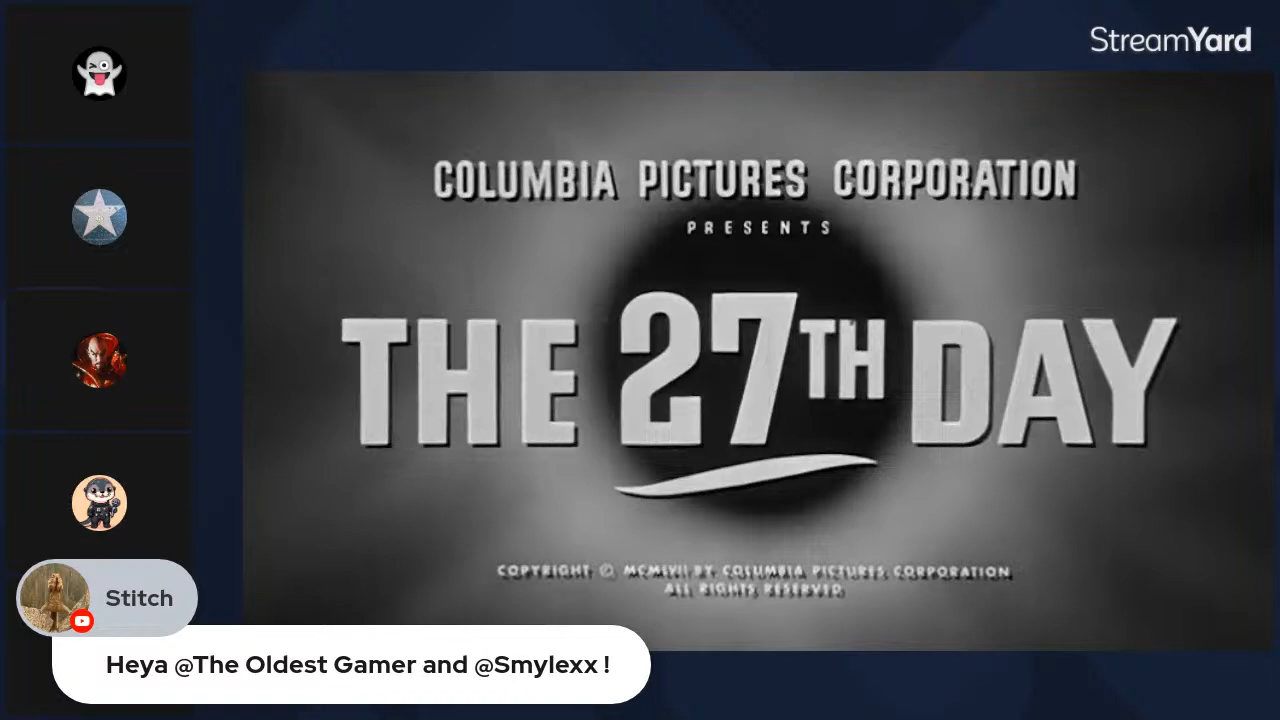 StreamYard
COLUMBIA PICTURES CORPORATION
PRESENTS
THE 27TH DAY
COPYRIGHT © MCMLVII BY COLUMBIA PICTURES CORPORATION
ALL RIGHTS RESERVED
Stitch
Heya @The Oldest Gamer and @Smylexx !